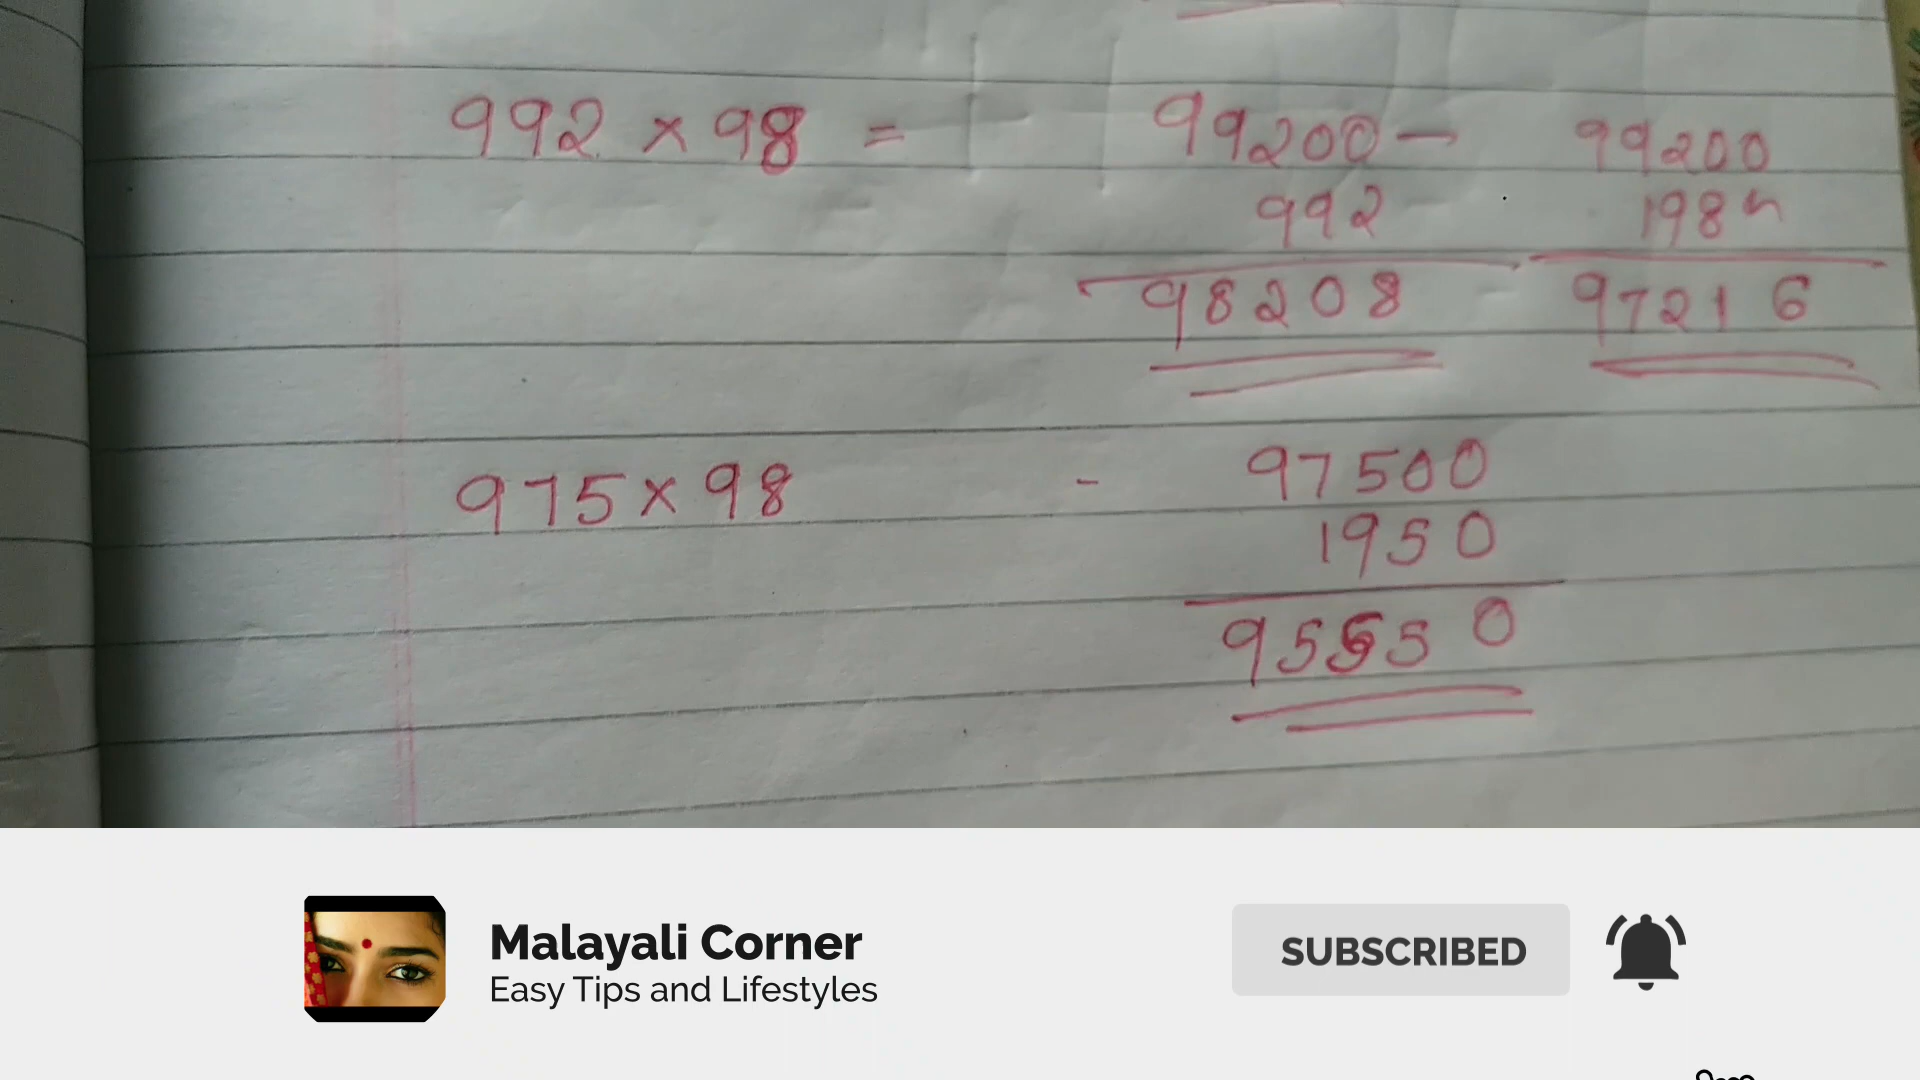 992 × 98 = 99200 – 99200
992 1984
98208 97216
975 × 98 - 97500
1950
95550
Malayali Corner
Easy Tips and Lifestyles
SUBSCRIBED